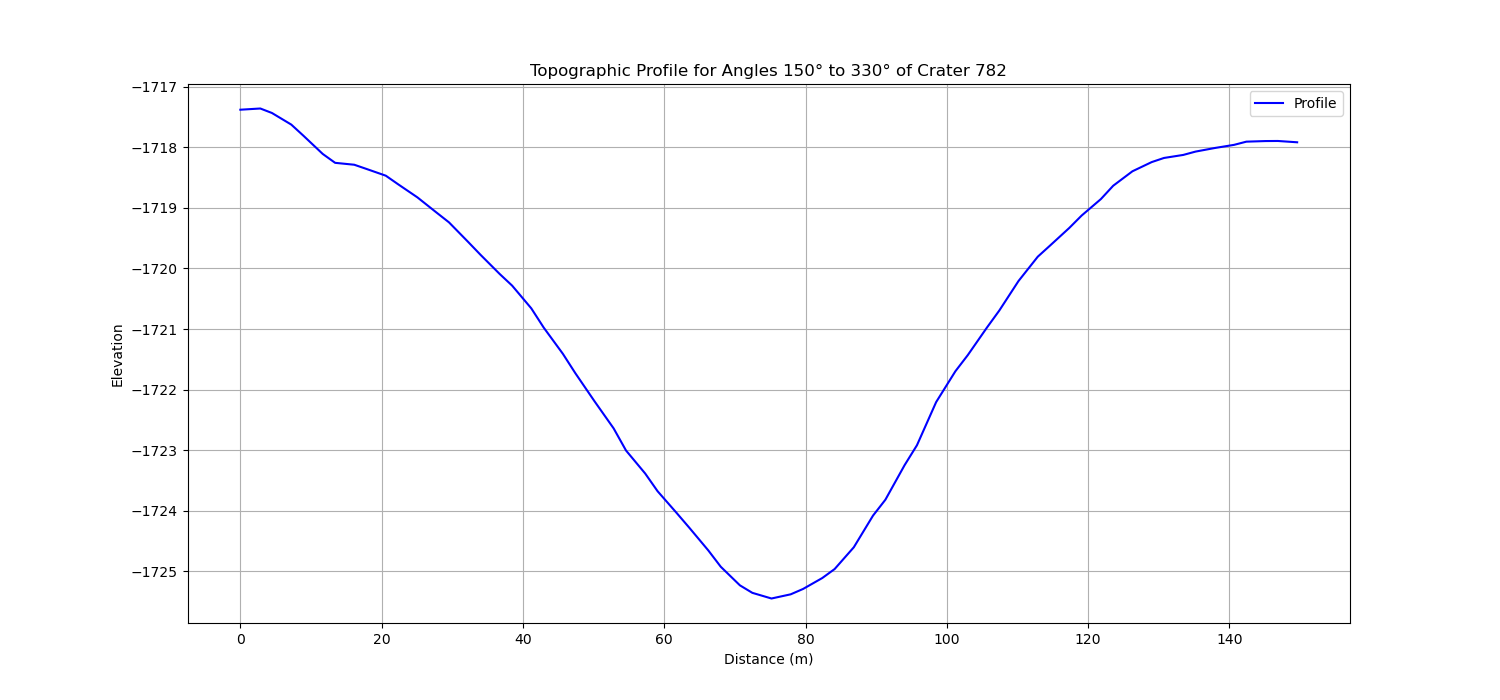 Topographic Profile for Angles 150° to 330° of Crater 782
Profile
−1717
−1718
−1719
−1720
−1721
−1722
−1723
−1724
−1725
Elevation
0 20 40 60 80 100 120 140
Distance (m)